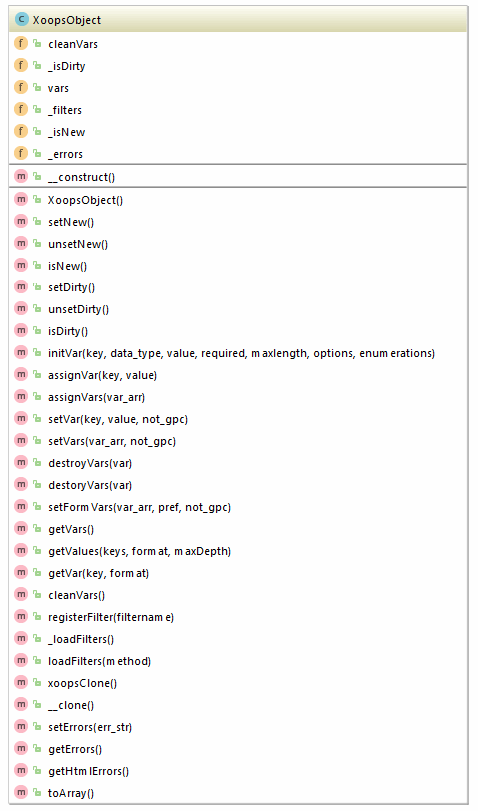 C XoopsObject
f cleanVars
f _isDirty
f vars
f _filters
f _isNew
f _errors
m __construct()
m XoopsObject()
m setNew()
m unsetNew()
m isNew()
m setDirty()
m unsetDirty()
m isDirty()
m initVar(key, data_type, value, required, maxlength, options, enumerations)
m assignVar(key, value)
m assignVars(var_arr)
m setVar(key, value, not_gpc)
m setVars(var_arr, not_gpc)
m destroyVars(var)
m destoryVars(var)
m setFormVars(var_arr, pref, not_gpc)
m getVars()
m getValues(keys, format, maxDepth)
m getVar(key, format)
m cleanVars()
m registerFilter(filtername)
m _loadFilters()
m loadFilters(method)
m xoopsClone()
m __clone()
m setErrors(err_str)
m getErrors()
m getHtmlErrors()
m toArray()